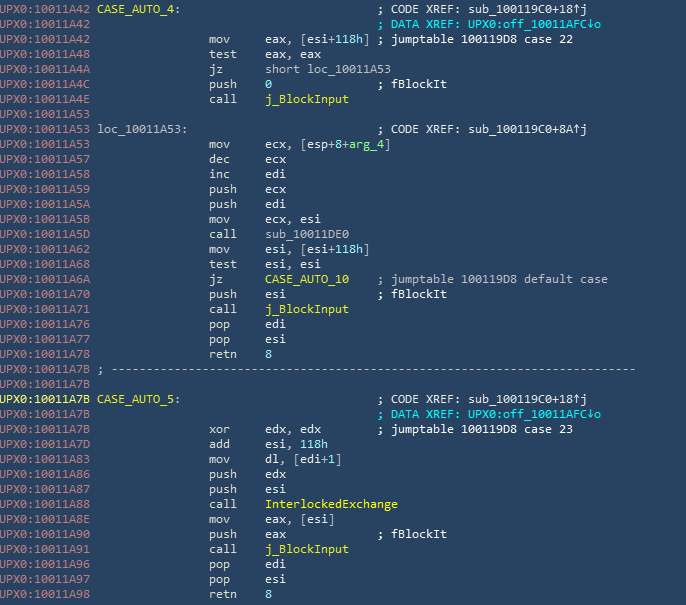 UPX0:10011A42 CASE_AUTO_4: ; CODE XREF: sub_100119C0+18↑j
UPX0:10011A42 ; DATA XREF: UPX0:off_10011AFC↓o
UPX0:10011A42 mov eax, [esi+118h] ; jumptable 100119D8 case 22
UPX0:10011A48 test eax, eax
UPX0:10011A4A jz short loc_10011A53
UPX0:10011A4C push 0 ; fBlockIt
UPX0:10011A4E call j_BlockInput
UPX0:10011A53
UPX0:10011A53 loc_10011A53: ; CODE XREF: sub_100119C0+8A↑j
UPX0:10011A53 mov ecx, [esp+8+arg_4]
UPX0:10011A57 dec ecx
UPX0:10011A58 inc edi
UPX0:10011A59 push ecx
UPX0:10011A5A push edi
UPX0:10011A5B mov ecx, esi
UPX0:10011A5D call sub_10011DE0
UPX0:10011A62 mov esi, [esi+118h]
UPX0:10011A68 test esi, esi
UPX0:10011A6A jz CASE_AUTO_10 ; jumptable 100119D8 default case
UPX0:10011A70 push esi ; fBlockIt
UPX0:10011A71 call j_BlockInput
UPX0:10011A76 pop edi
UPX0:10011A77 pop esi
UPX0:10011A78 retn 8
UPX0:10011A7B ; ---------------------------------------------------------------------------
UPX0:10011A7B
UPX0:10011A7B CASE_AUTO_5: ; CODE XREF: sub_100119C0+18↑j
UPX0:10011A7B ; DATA XREF: UPX0:off_10011AFC↓o
UPX0:10011A7B xor edx, edx ; jumptable 100119D8 case 23
UPX0:10011A7D add esi, 118h
UPX0:10011A83 mov dl, [edi+1]
UPX0:10011A86 push edx
UPX0:10011A87 push esi
UPX0:10011A88 call InterlockedExchange
UPX0:10011A8E mov eax, [esi]
UPX0:10011A90 push eax ; fBlockIt
UPX0:10011A91 call j_BlockInput
UPX0:10011A96 pop edi
UPX0:10011A97 pop esi
UPX0:10011A98 retn 8